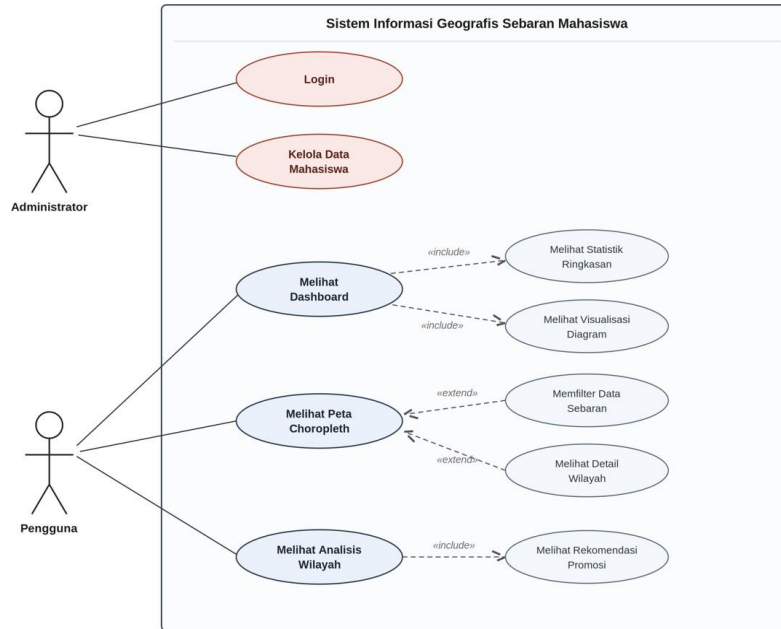 Sistem Informasi Geografis Sebaran Mahasiswa
Login
Kelola Data
Mahasiswa
Administrator
Melihat
Dashboard
«include»
Melihat Statistik
Ringkasan
«include»
Melihat Visualisasi
Diagram
Melihat Peta
Choropleth
«extend»
Memfilter Data
Sebaran
«extend»
Melihat Detail
Wilayah
Pengguna
Melihat Analisis
Wilayah
«include»
Melihat Rekomendasi
Promosi